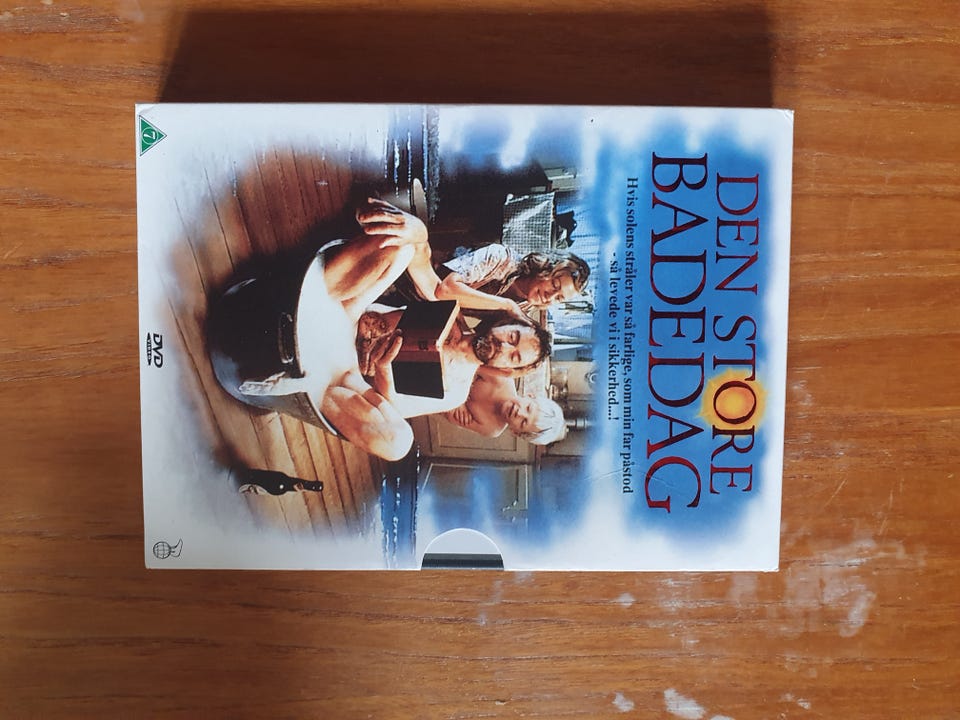 DEN STORE
BADEDAG
Hvis solens stråler var så farlige, som min far påstod
- så levede vi i sikkerhed...!
7
DVD
VIDEO